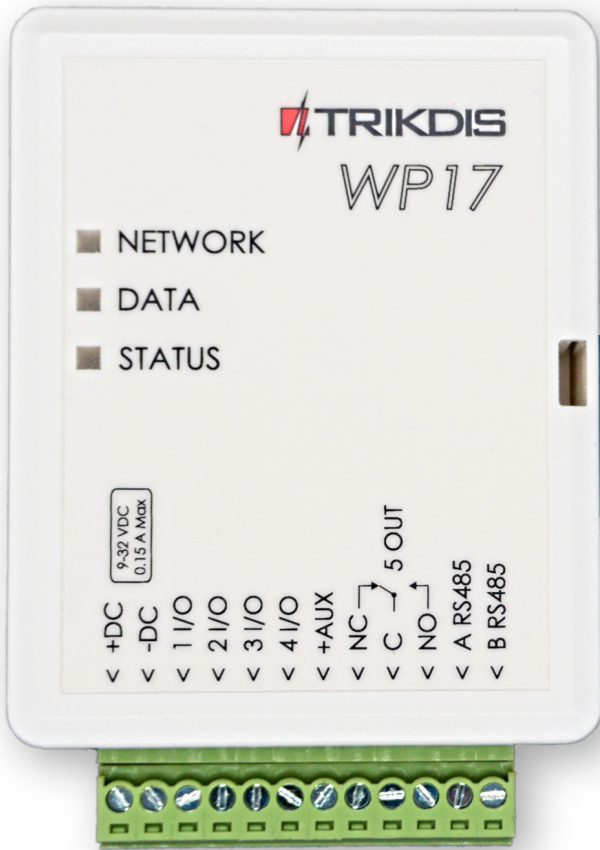 TRIKDIS
WP17
NETWORK
DATA
STATUS
9-32 VDC
0.15 A Max
< +DC
< -DC
< 1 I/O
< 2 I/O
< 3 I/O
< 4 I/O
< +AUX
< NC
< C
5 OUT
< NO
< A RS485
< B RS485